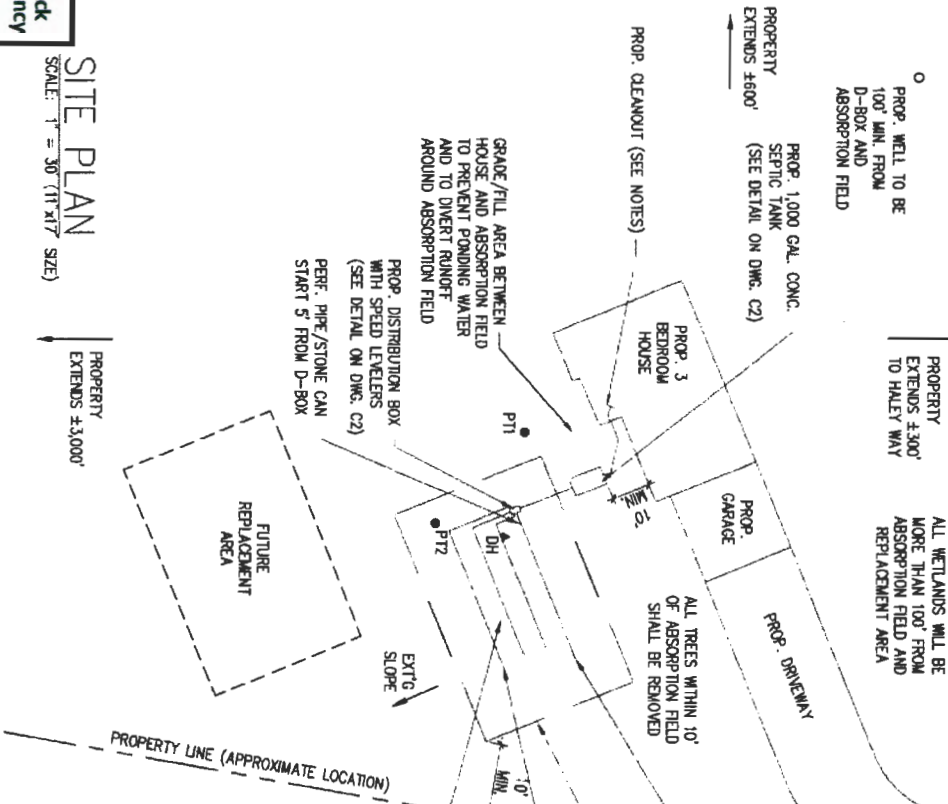 ck
ncy
SITE PLAN
SCALE: 1" = 30' (11"x17" SIZE)
PROPERTY
EXTENDS ±600'
PROP. WELL TO BE
100' MIN. FROM
D-BOX AND
ABSORPTION FIELD
PROP. 1,000 GAL. CONC.
SEPTIC TANK
(SEE DETAIL ON DWG. C2)
PROP. CLEANOUT (SEE NOTES)
GRADE/FILL AREA BETWEEN
HOUSE AND ABSORPTION FIELD
TO PREVENT PONDING WATER
AND TO DIVERT RUNOFF
AROUND ABSORPTION FIELD
PROP. DISTRIBUTION BOX
WITH SPEED LEVELERS
(SEE DETAIL ON DWG. C2)
PERF. PIPE/STONE CAN
START 5' FROM D-BOX
PROPERTY
EXTENDS ±3,000'
PROPERTY
EXTENDS ±300'
TO HALEY WAY
ALL WETLANDS WILL BE
MORE THAN 100' FROM
ABSORPTION FIELD AND
REPLACEMENT AREA
PROP. 3
BEDROOM
HOUSE
PROP.
GARAGE
PROP. DRIVEWAY
10'
MIN.
PT1
PT2
DH
ALL TREES WITHIN 10'
OF ABSORPTION FIELD
SHALL BE REMOVED
FUTURE
REPLACEMENT
AREA
EXT'G
SLOPE
10'
MIN.
PROPERTY LINE (APPROXIMATE LOCATION)